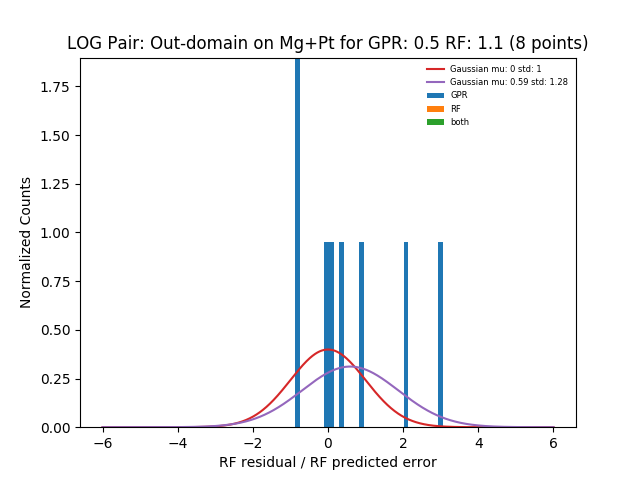 LOG Pair: Out-domain on Mg+Pt for GPR: 0.5 RF: 1.1 (8 points)
Gaussian mu: 0 std: 1
Gaussian mu: 0.59 std: 1.28
GPR
RF
both
Normalized Counts
1.75
1.50
1.25
1.00
0.75
0.50
0.25
0.00
−6 −4 −2 0 2 4 6
RF residual / RF predicted error